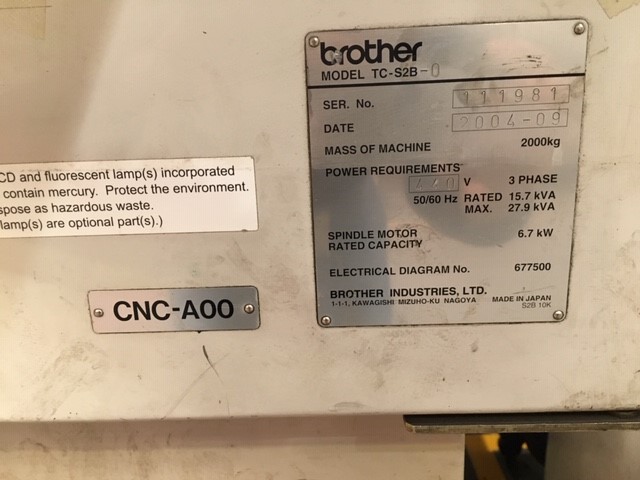 brother
MODEL TC-S2B-0
SER. No. 111981
DATE 2004-09
MASS OF MACHINE 2000kg
POWER REQUIREMENTS
440 V 3 PHASE
50/60 Hz RATED 15.7 kVA
MAX. 27.9 kVA
SPINDLE MOTOR 6.7 kW
RATED CAPACITY
ELECTRICAL DIAGRAM No. 677500
BROTHER INDUSTRIES, LTD.
1-1-1, KAWAGISHI MIZUHO-KU NAGOYA MADE IN JAPAN
S2B 10K
CD and fluorescent lamp(s) incorporated
contain mercury. Protect the environment.
spose as hazardous waste.
lamp(s) are optional part(s).)
CNC-A00